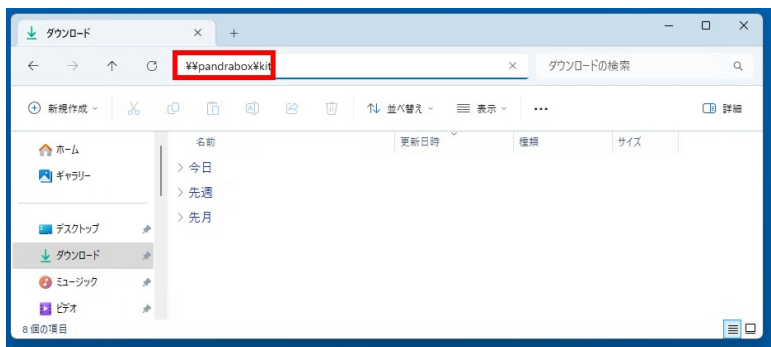 ダウンロード
¥¥pandrabox¥kit
ダウンロードの検索
新規作成
並べ替え
表示
詳細
名前 更新日時 種類 サイズ
ホーム
ギャラリー
デスクトップ
ダウンロード
ミュージック
ビデオ
今日
先週
先月
8 個の項目